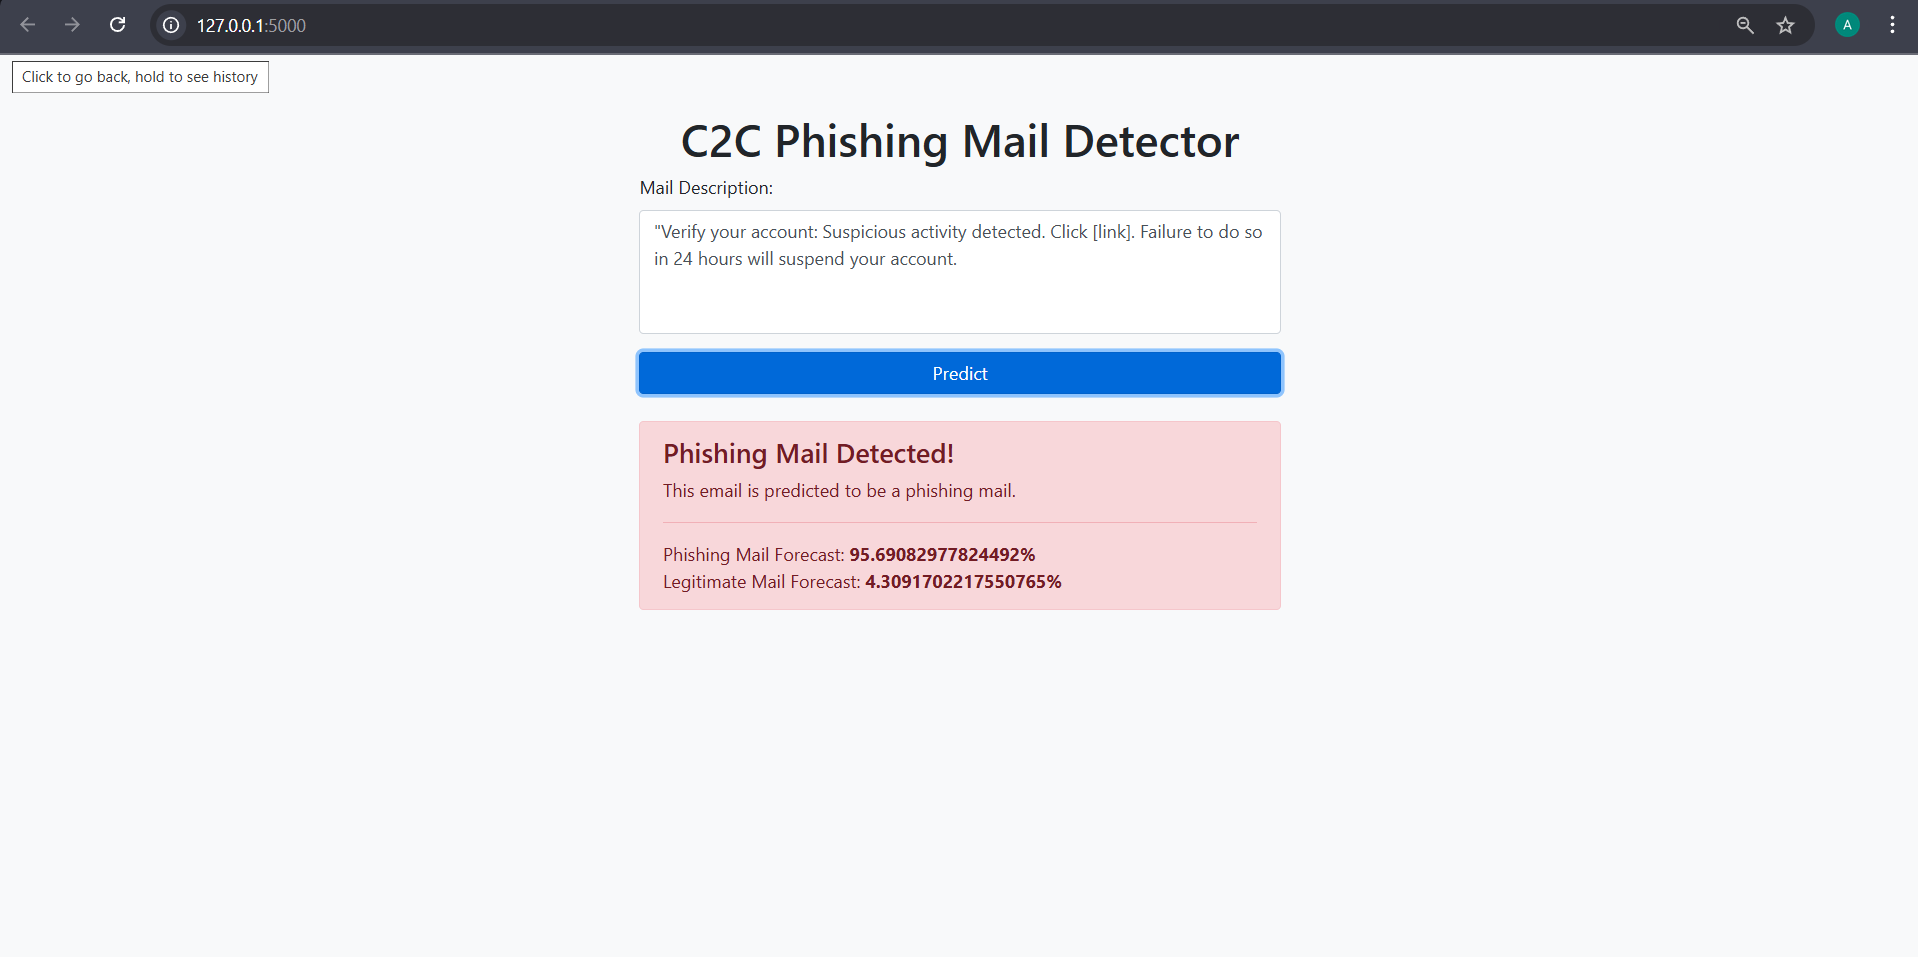 127.0.0.1:5000
A
Click to go back, hold to see history
C2C Phishing Mail Detector
Mail Description:
"Verify your account: Suspicious activity detected. Click [link]. Failure to do so
in 24 hours will suspend your account.
Predict
Phishing Mail Detected!
This email is predicted to be a phishing mail.
Phishing Mail Forecast: 95.69082977824492%
Legitimate Mail Forecast: 4.3091702217550765%